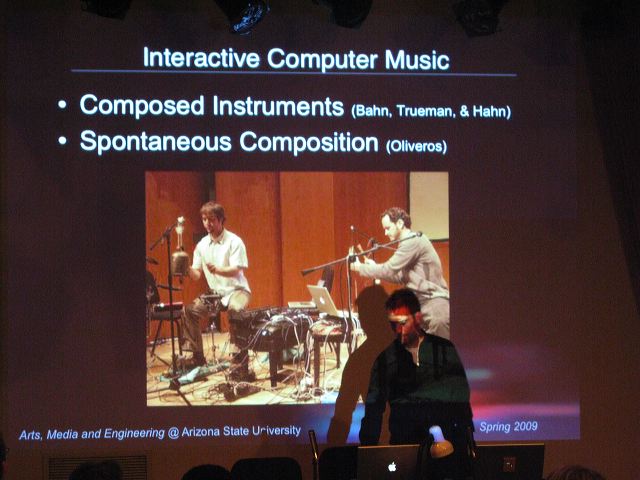 Interactive Computer Music
• Composed Instruments (Bahn, Trueman, & Hahn)
• Spontaneous Composition (Oliveros)
Arts, Media and Engineering @ Arizona State University
Spring 2009